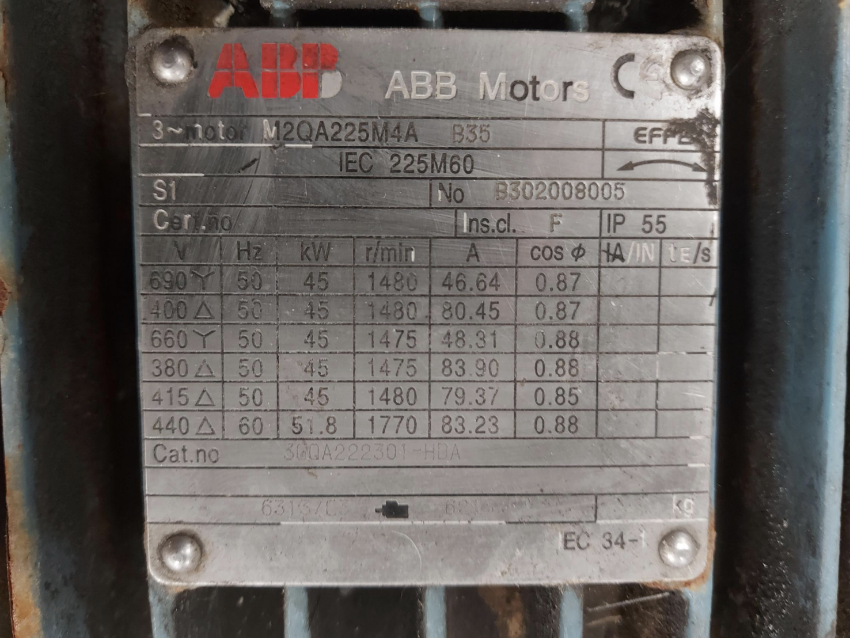 ABB ABB Motors CE
3~motor M2QA225M4A B35 EFF2
IEC 225M60
S1 No B302008005
Cert.no Ins.cl. F IP 55
V Hz kW r/min A cos ϕ IA/IN tE/s
690 Y 50 45 1480 46.64 0.87
400 △ 50 45 1480 80.45 0.87
660 Y 50 45 1475 48.31 0.88
380 △ 50 45 1475 83.90 0.88
415 △ 50 45 1480 79.37 0.85
440 △ 60 51.8 1770 83.23 0.88
Cat.no 3GQA222301-HDA
kg
IEC 34-1